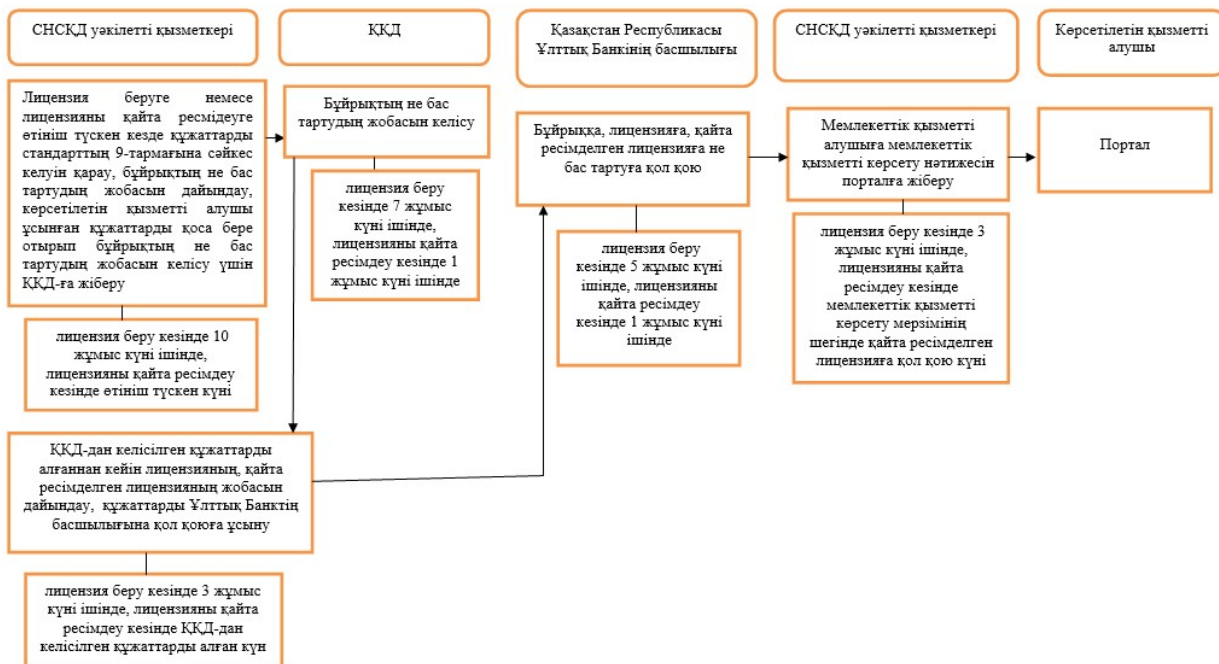 СНСҚД уәкілетті қызметкері
ҚҚД
Қазақстан Республикасы
Ұлттық Банкінің басшылығы
СНСҚД уәкілетті қызметкері
Көрсетілетін қызметті
алушы
Лицензия беруге немесе
лицензияны қайта ресмідеуге
өтініш түскен кезде құжаттарды
стандарттың 9-тармағына сәйкес
келуін қарау, бұйрықтың не бас
тартудың жобасын дайындау,
көрсетілетін қызметті алушы
ұсынған құжаттарды қоса бере
отырып бұйрықтың не бас
тартудың жобасын келісу үшін
ҚҚД-ға жіберу
лицензия беру кезінде 10
жұмыс күні ішінде,
лицензияны қайта ресімдеу
кезінде өтініш түскен күні
Бұйрықтың не бас
тартудың жобасын келісу
лицензия беру
кезінде 7 жұмыс
күні ішінде,
лицензияны қайта
ресімдеу кезінде 1
жұмыс күні ішінде
Бұйрыққа, лицензияға, қайта
ресімделген лицензияға не
бас тартуға қол қою
лицензия беру
кезінде 5 жұмыс күні
ішінде, лицензияны
қайта ресімдеу
кезінде 1 жұмыс күні
ішінде
Мемлекеттік қызметті
алушыға мемлекеттік
қызметті көрсету нәтижесін
порталға жіберу
лицензия беру кезінде 3
жұмыс күні ішінде,
лицензияны қайта
ресімдеу кезінде
мемлекеттік қызметті
көрсету мерзімінің
шегінде қайта ресімделген
лицензияға қол қою күні
Портал
ҚҚД-дан келісілген құжаттарды
алғаннан кейін лицензияның, қайта
ресімделген лицензияның жобасын
дайындау, құжаттарды Ұлттық Банктің
басшылығына қол қоюға ұсыну
лицензия беру кезінде 3 жұмыс
күні ішінде, лицензияны қайта
ресімдеу кезінде ҚҚД-дан
келісілген құжаттарды алған күн